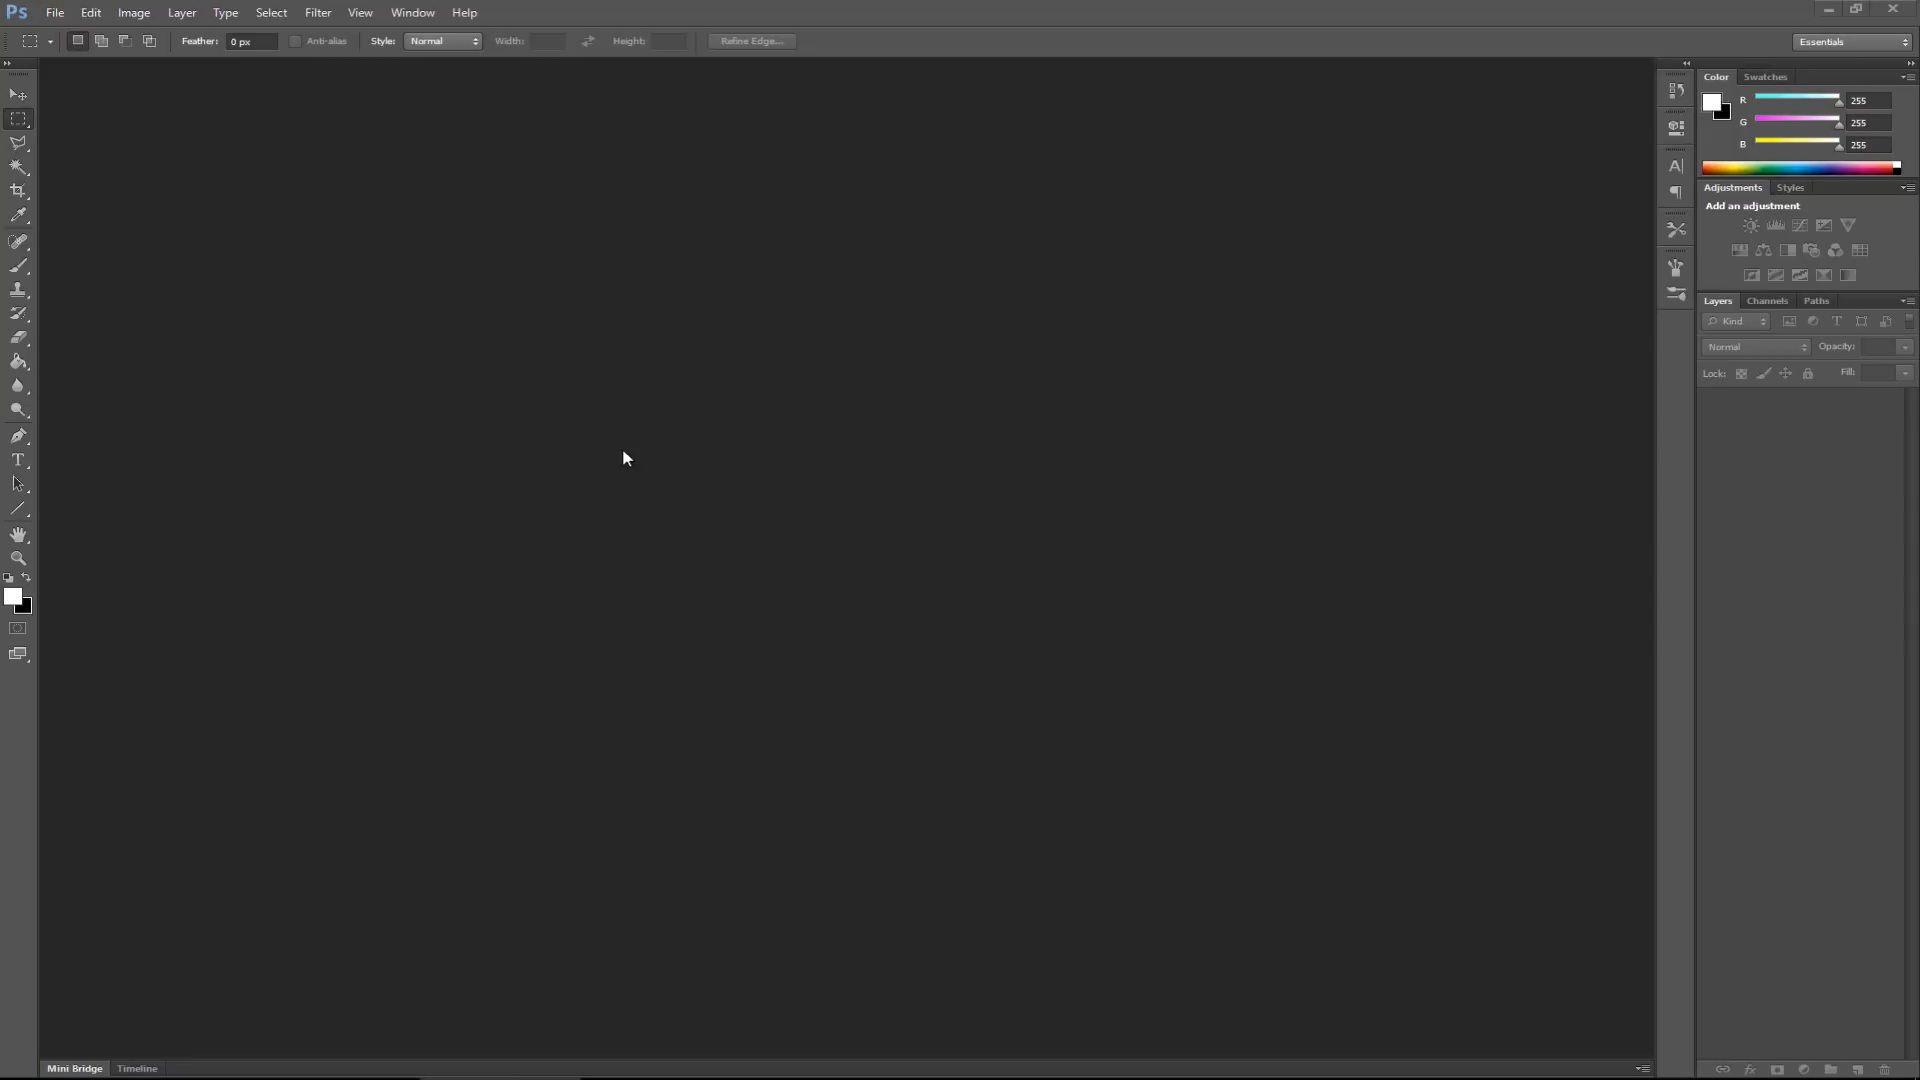 Ps File Edit Image Layer Type Select Filter View Window Help
Feather: 0 px Anti-alias Style: Normal Width: Height: Refine Edge... Essentials
Color Swatches
R 255
G 255
B 255
Adjustments Styles
Add an adjustment
Layers Channels Paths
Kind
Normal Opacity:
Lock: Fill:
Mini Bridge Timeline